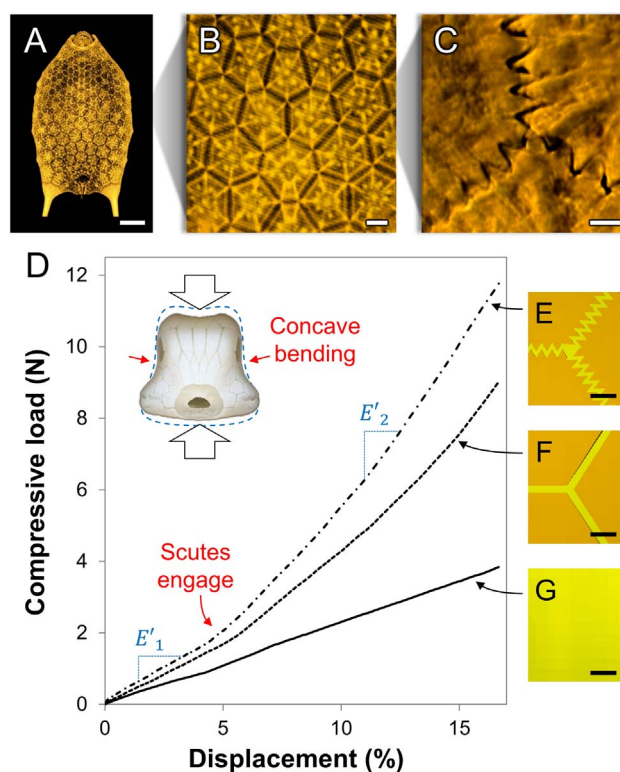 A
B
C
D
12
10
8
6
4
2
0
Compressive load (N)
Concave
bending
E′₂
Scutes
engage
E′₁
0
5
10
15
Displacement (%)
E
F
G